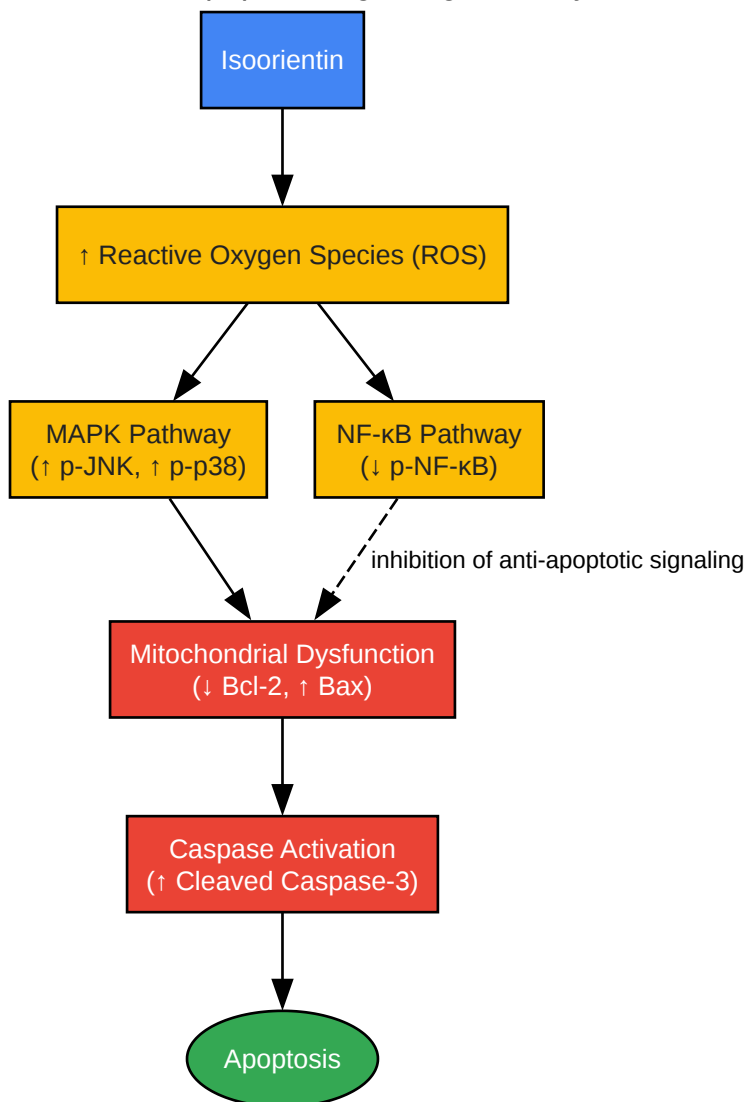 Isoorientin
↑ Reactive Oxygen Species (ROS)
MAPK Pathway
(↑ p-JNK, ↑ p-p38)
NF-κB Pathway
(↓ p-NF-κB)
inhibition of anti-apoptotic signaling
Mitochondrial Dysfunction
(↓ Bcl-2, ↑ Bax)
Caspase Activation
(↑ Cleaved Caspase-3)
Apoptosis